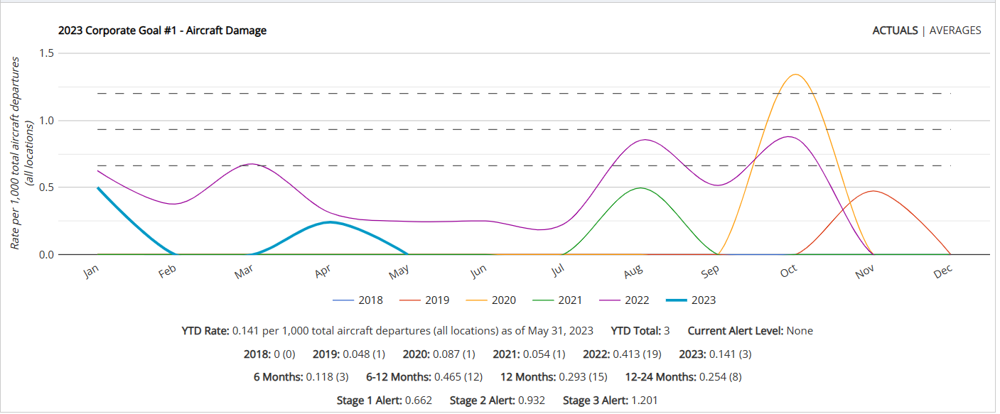 2023 Corporate Goal #1 - Aircraft Damage
ACTUALS | AVERAGES
Rate per 1,000 total aircraft departures
(all locations)
1.5
1.0
0.5
0.0
Jan Feb Mar Apr May Jun Jul Aug Sep Oct Nov Dec
2018 2019 2020 2021 2022 2023
YTD Rate: 0.141 per 1,000 total aircraft departures (all locations) as of May 31, 2023 YTD Total: 3 Current Alert Level: None
2018: 0 (0) 2019: 0.048 (1) 2020: 0.087 (1) 2021: 0.054 (1) 2022: 0.413 (19) 2023: 0.141 (3)
6 Months: 0.118 (3) 6-12 Months: 0.465 (12) 12 Months: 0.293 (15) 12-24 Months: 0.254 (8)
Stage 1 Alert: 0.662 Stage 2 Alert: 0.932 Stage 3 Alert: 1.201